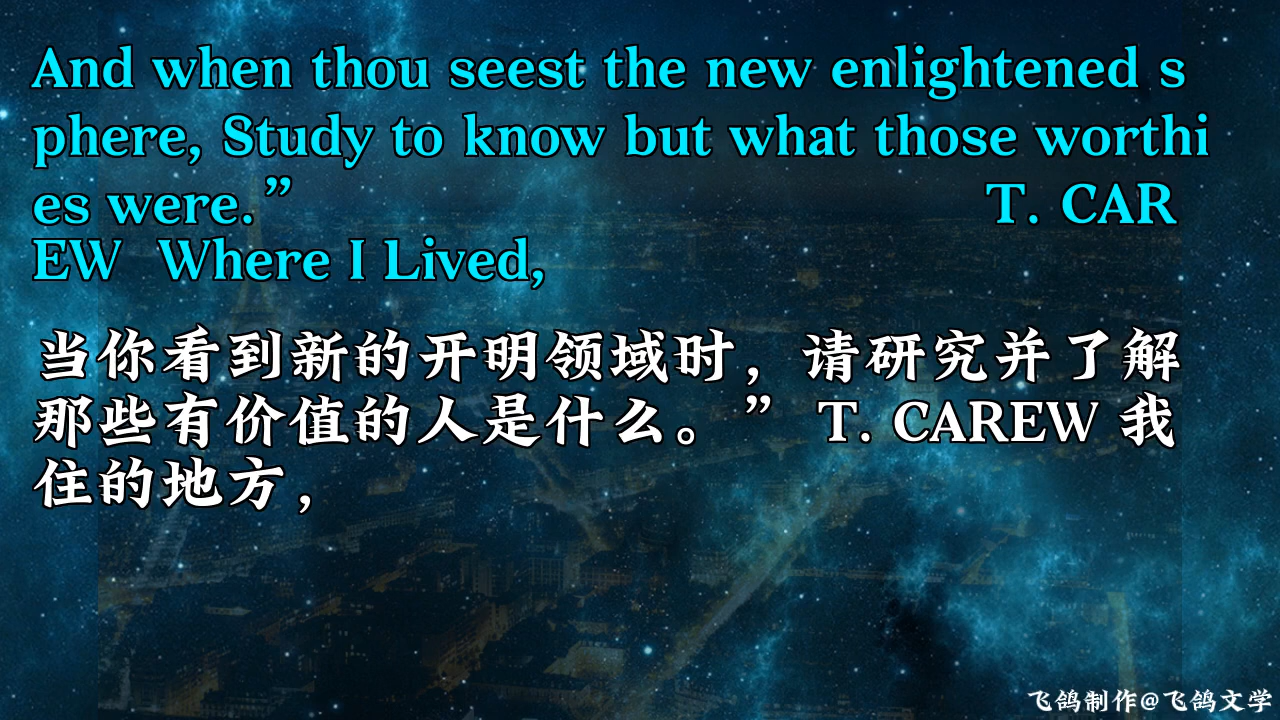 And when thou seest the new enlightened s
phere, Study to know but what those worthi
es were.” T. CAR
EW Where I Lived,
当你看到新的开明领域时，请研究并了解
那些有价值的人是什么。 ” T. CAREW 我
住的地方，
飞鸽制作@飞鸽文学